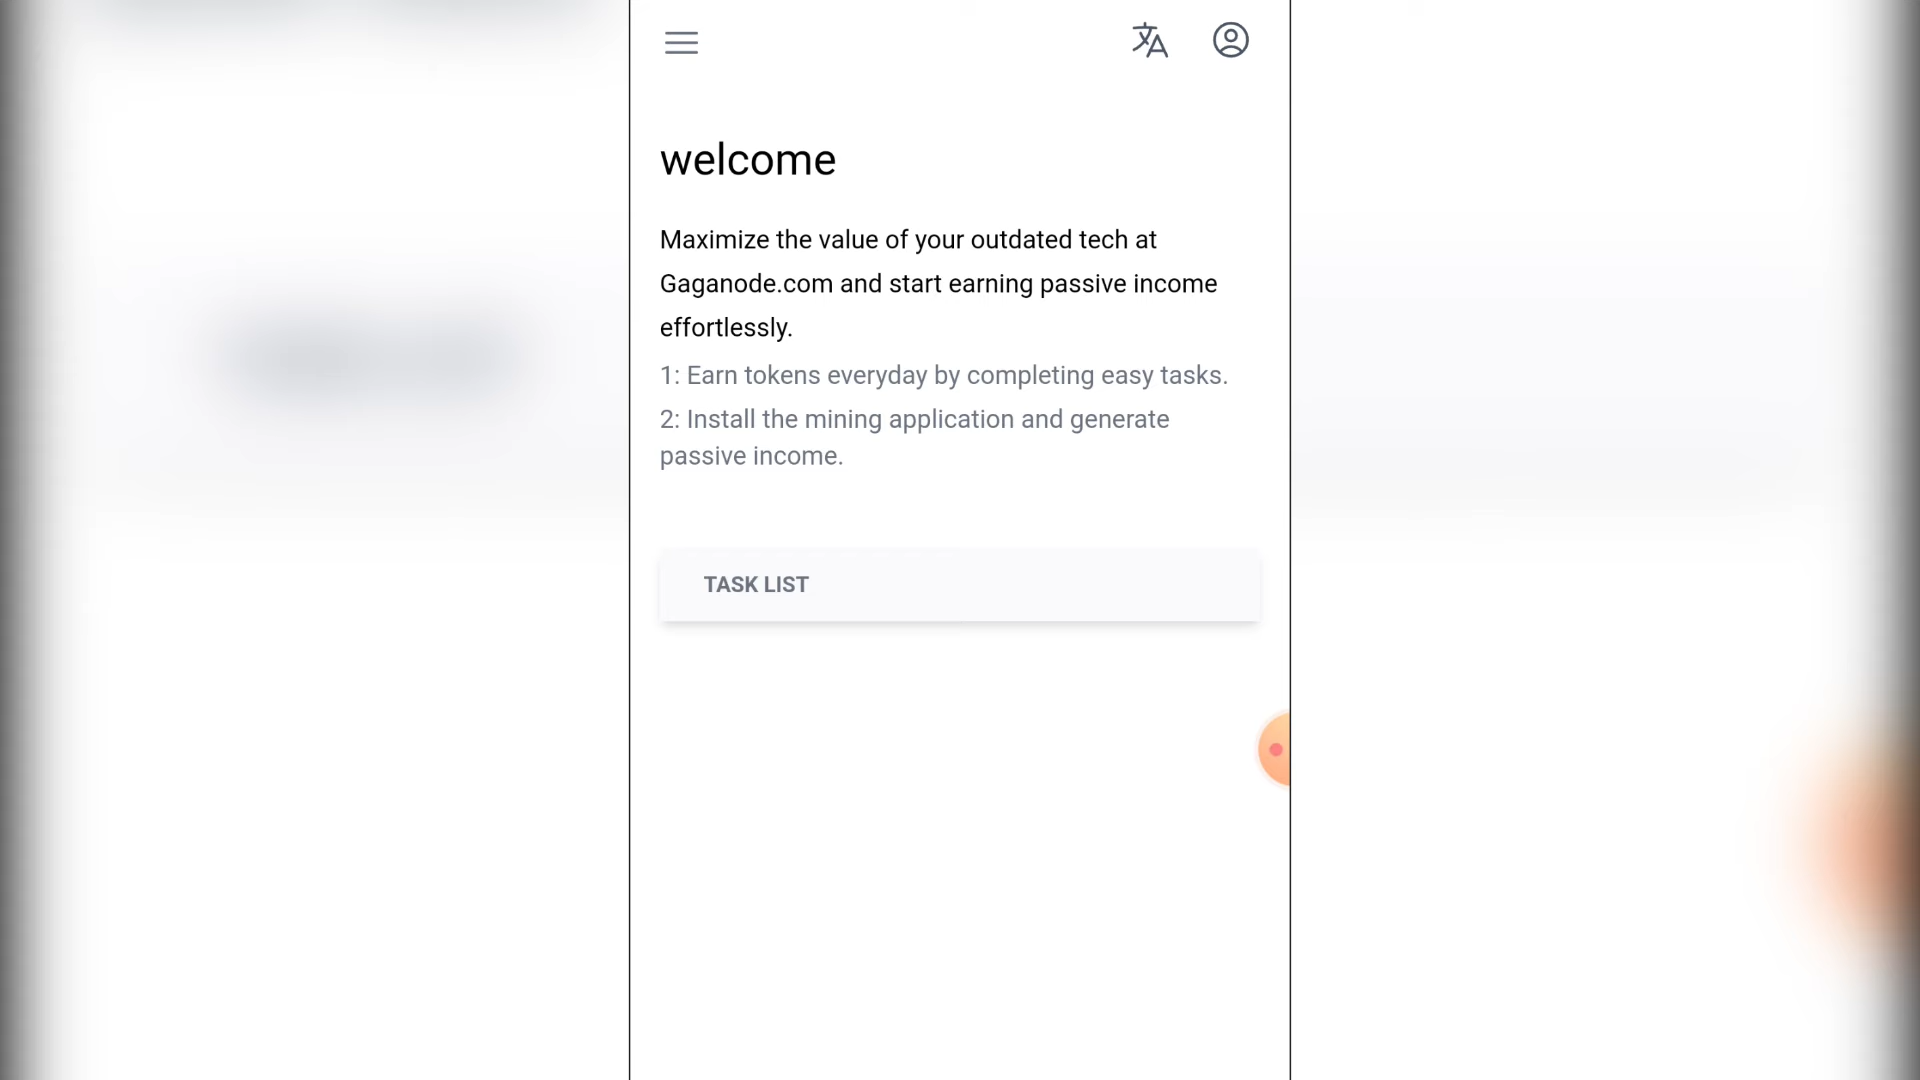 welcome
Maximize the value of your outdated tech at
Gaganode.com and start earning passive income
effortlessly.
1: Earn tokens everyday by completing easy tasks.
2: Install the mining application and generate
passive income.
TASK LIST